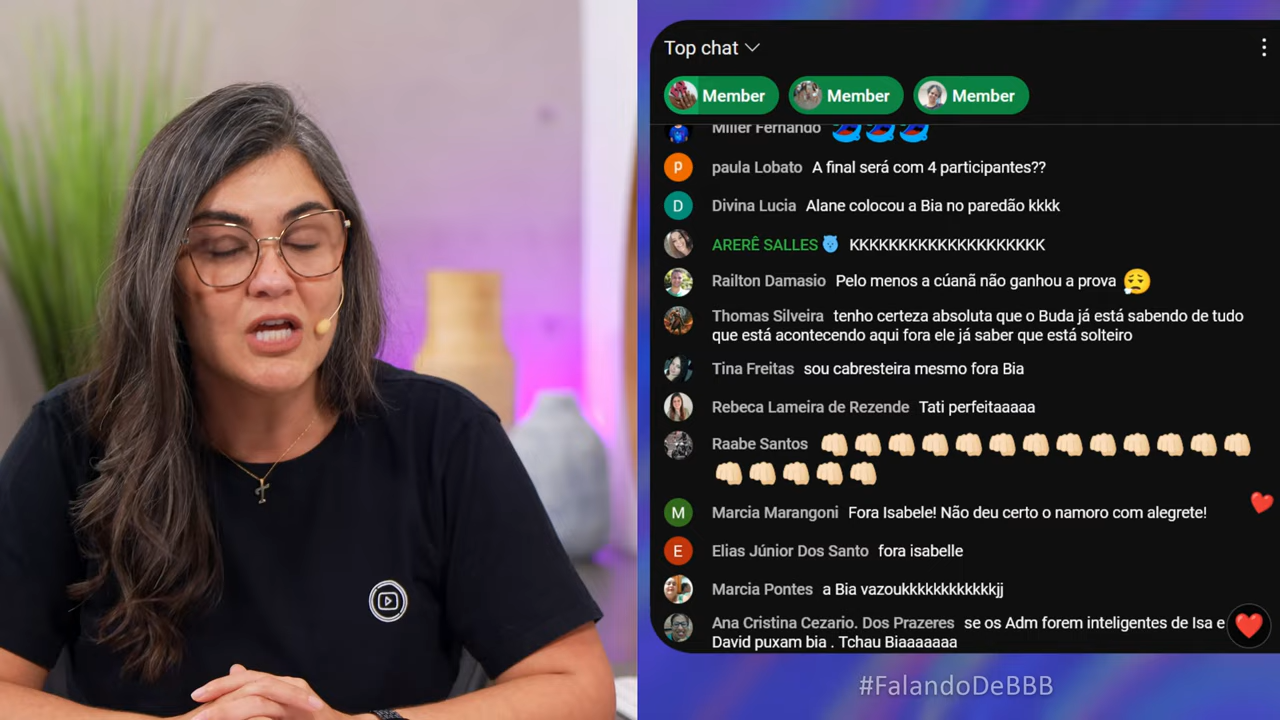 Top chat
Member Member Member
Miller Fernando
P paula Lobato A final será com 4 participantes??
D Divina Lucia Alane colocou a Bia no paredão kkkk
ARERÊ SALLES KKKKKKKKKKKKKKKKKKKK
Railton Damasio Pelo menos a cúanã não ganhou a prova
Thomas Silveira tenho certeza absoluta que o Buda já está sabendo de tudo
que está acontecendo aqui fora ele já saber que está solteiro
Tina Freitas sou cabresteira mesmo fora Bia
Rebeca Lameira de Rezende Tati perfeitaaaaa
Raabe Santos
M Marcia Marangoni Fora Isabele! Não deu certo o namoro com alegrete!
E Elias Júnior Dos Santo fora isabelle
Marcia Pontes a Bia vazoukkkkkkkkkkkkjj
Ana Cristina Cezario. Dos Prazeres se os Adm forem inteligentes de Isa e
David puxam bia . Tchau Biaaaaaaa
#FalandoDeBBB